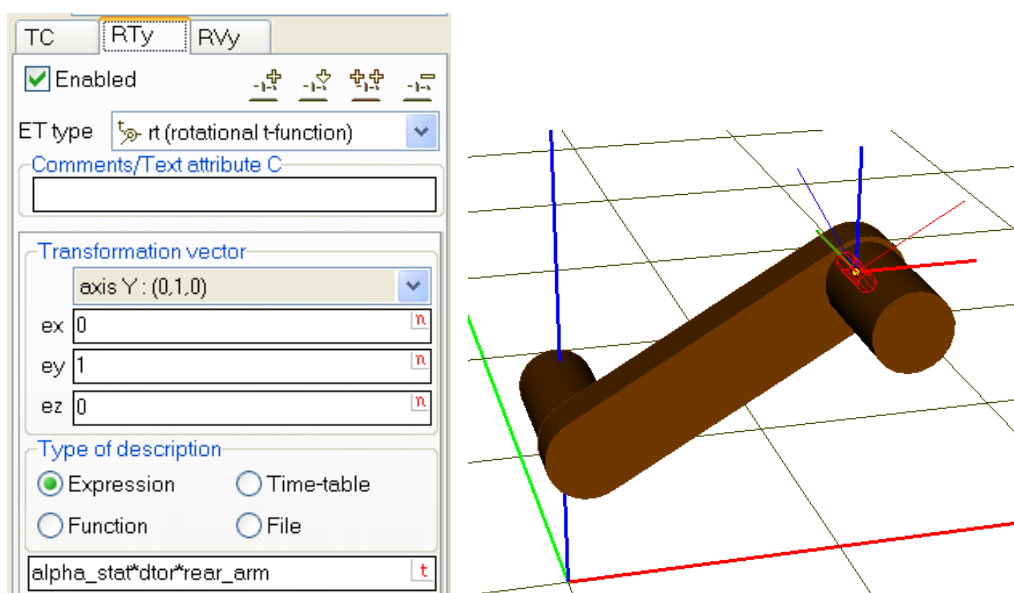 TC RTy RVy
Enabled
ET type rt (rotational t-function)
Comments/Text attribute C
Transformation vector
axis Y : (0,1,0)
ex 0 n
ey 1 n
ez 0 n
Type of description
Expression Time-table
Function File
alpha_stat*dtor*rear_arm t